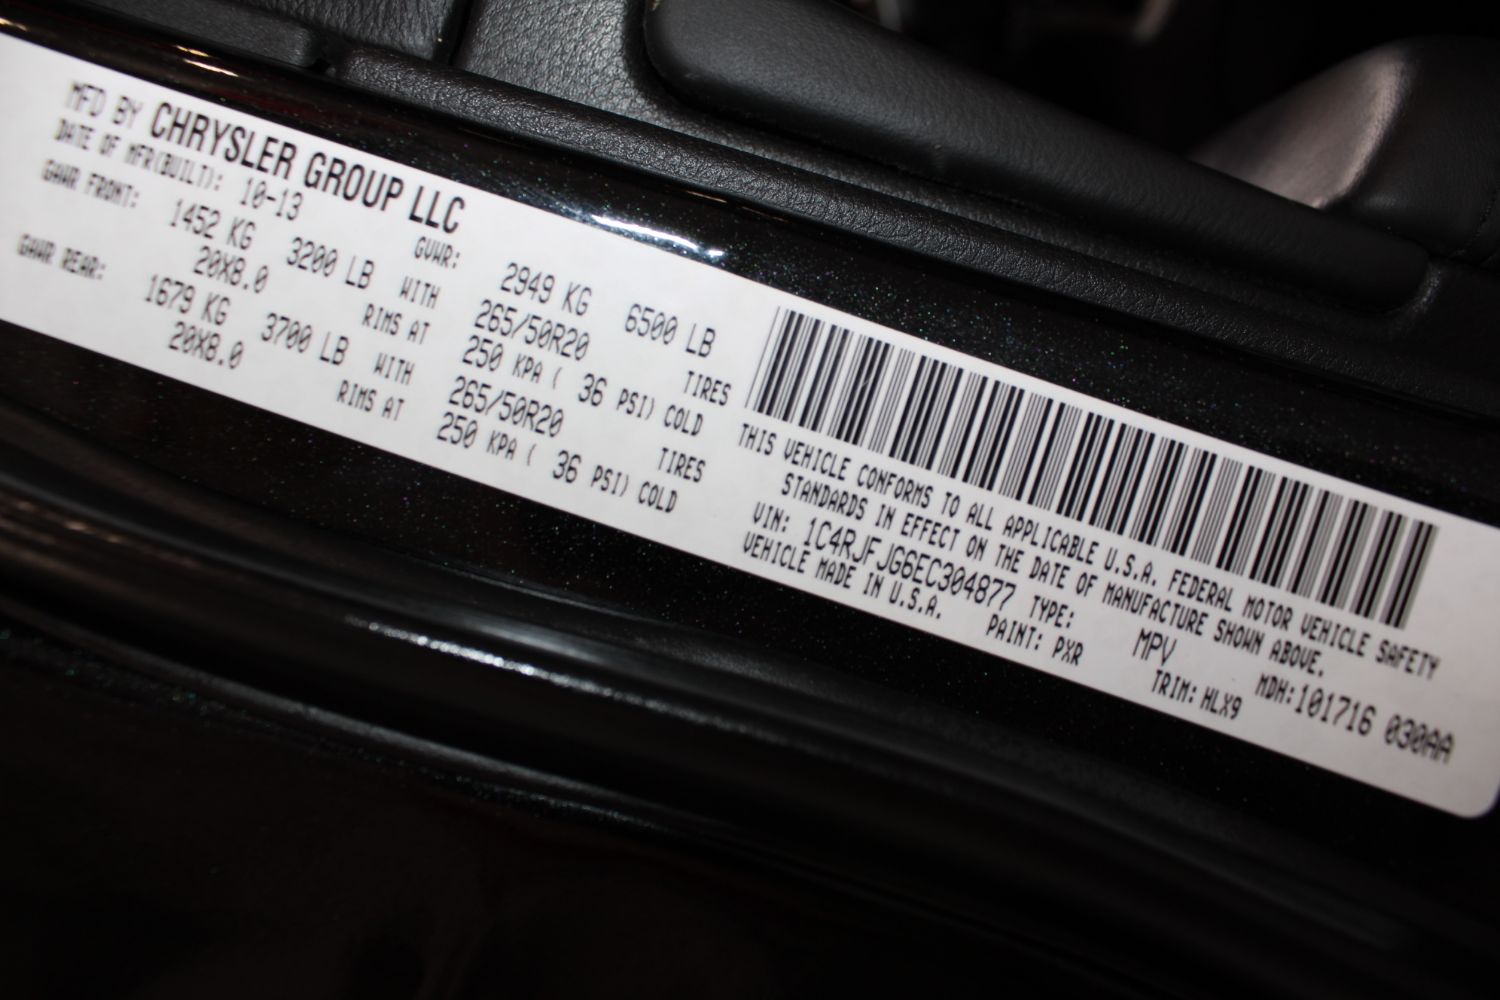 MFD BY CHRYSLER GROUP LLC
DATE OF MFR(BUILT): 10-13 GVWR: 2949 KG 6500 LB
GAWR FRONT: 1452 KG 3200 LB WITH 265/50R20 TIRES
20X8.0 RIMS AT 250 KPA ( 36 PSI) COLD
GAWR REAR: 1679 KG 3700 LB WITH 265/50R20 TIRES
20X8.0 RIMS AT 250 KPA ( 36 PSI) COLD
THIS VEHICLE CONFORMS TO ALL APPLICABLE U.S.A. FEDERAL MOTOR VEHICLE SAFETY
STANDARDS IN EFFECT ON THE DATE OF MANUFACTURE SHOWN ABOVE.
VIN: 1C4RJFJG6EC304877 TYPE: MPV MDH:101716 030AA
VEHICLE MADE IN U.S.A. PAINT: PXR TRIM: HLX9